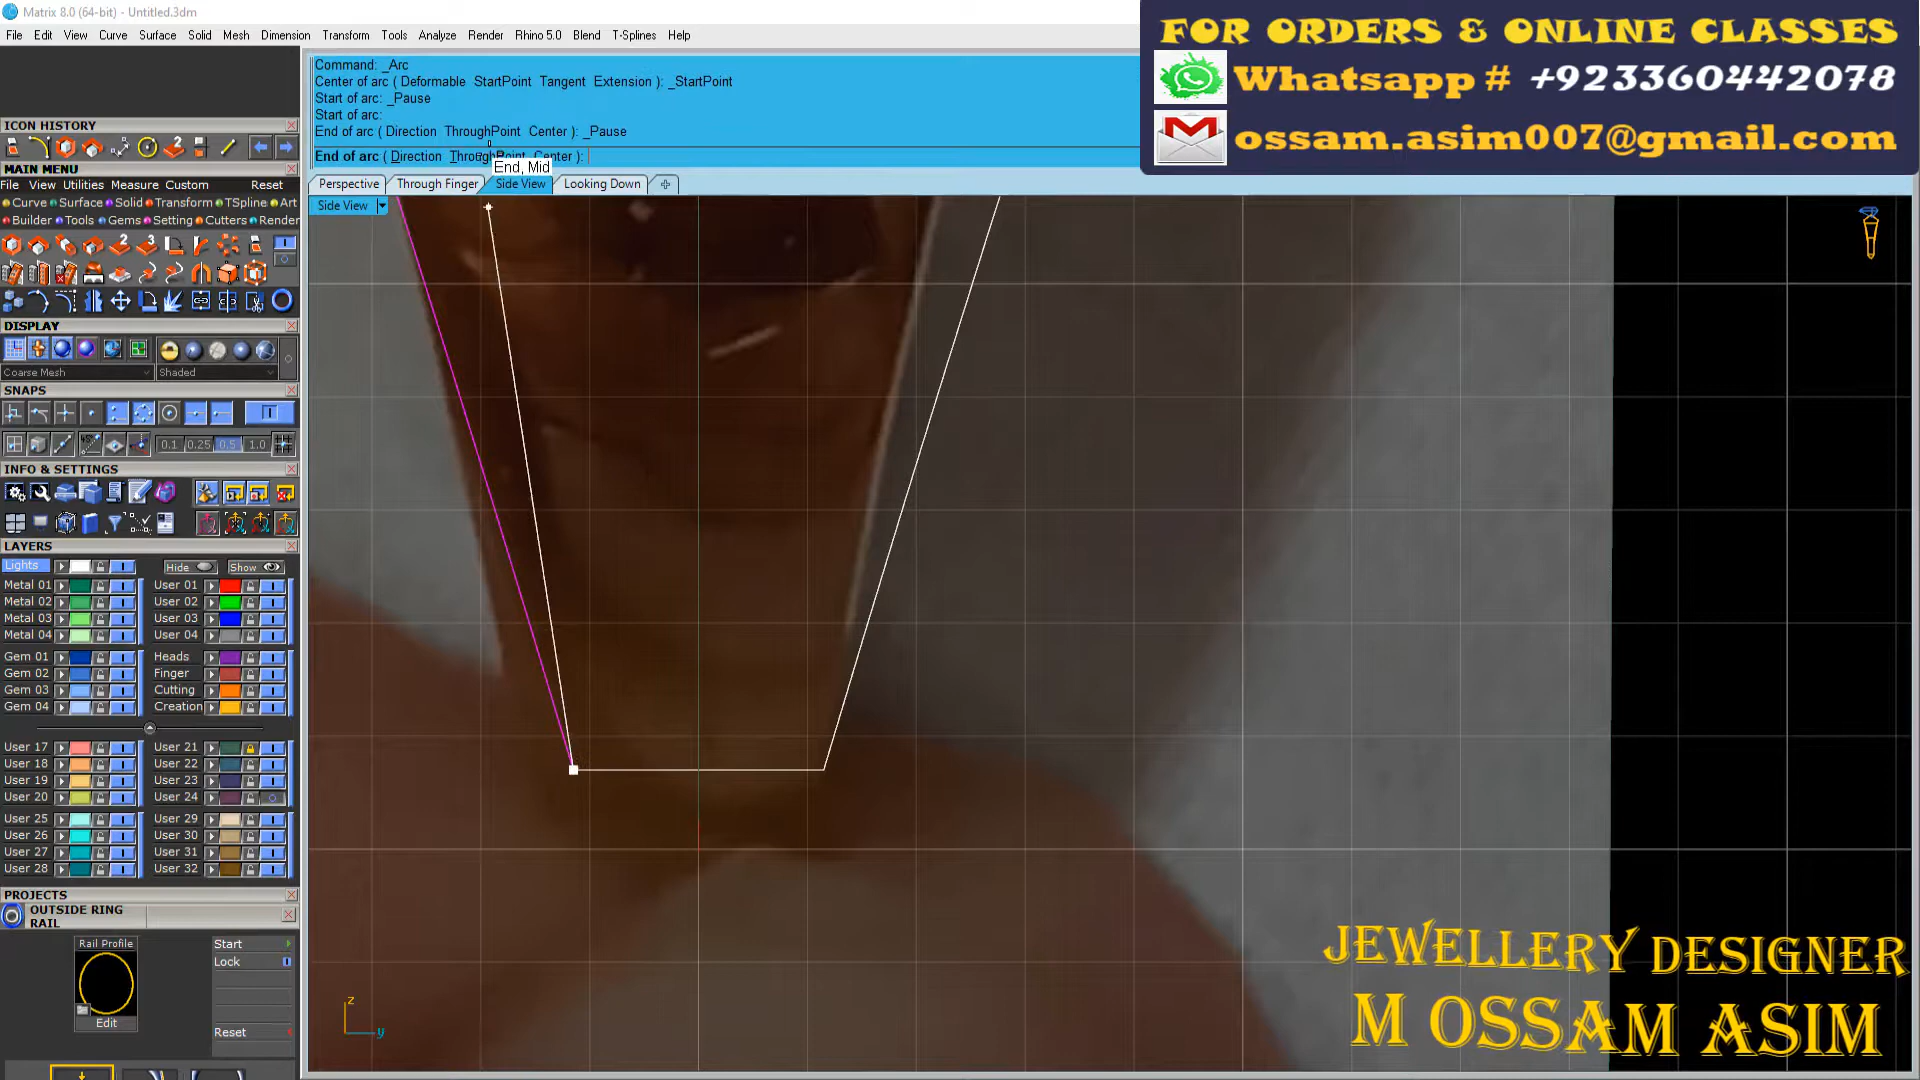 Matrix 8.0 (64-bit) - Untitled.3dm
File Edit View Curve Surface Solid Mesh Dimension Transform Tools Analyze Render Rhino 5.0 Blend T-Splines Help
FOR ORDERS & ONLINE CLASSES
Whatsapp # +923360442078
ossam.asim007@gmail.com
Command: _Arc
Center of arc ( Deformable StartPoint Tangent Extension ): _StartPoint
Start of arc: _Pause
Start of arc:
End of arc ( Direction ThroughPoint Center ): _Pause
End of arc ( Direction ThroughPoint Center ):
End, Mid
Perspective Through Finger Side View Looking Down
Side View
ICON HISTORY
MAIN MENU
File View Utilities Measure Custom Reset
Curve Surface Solid Transform TSpline Art
Builder Tools Gems Setting Cutters Render
DISPLAY
Coarse Mesh Shaded
SNAPS
0.1 0.25 0.5 1.0
INFO & SETTINGS
LAYERS
Lights Hide Show
Metal 01 User 01
Metal 02 User 02
Metal 03 User 03
Metal 04 User 04
Gem 01 Heads
Gem 02 Finger
Gem 03 Cutting
Gem 04 Creation
User 17 User 21
User 18 User 22
User 19 User 23
User 20 User 24
User 25 User 29
User 26 User 30
User 27 User 31
User 28 User 32
PROJECTS
OUTSIDE RING
RAIL
Rail Profile Start
Lock
Edit
Reset
z
y
JEWELLERY DESIGNER
M OSSAM ASIM